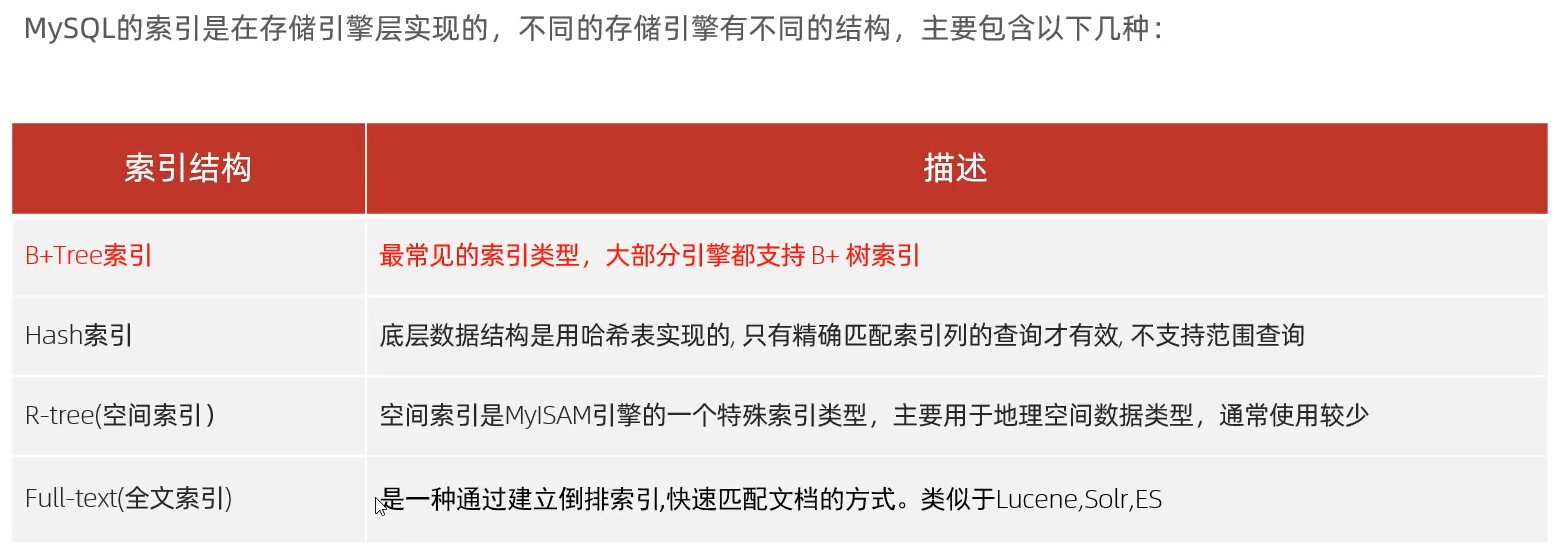 MySQL的索引是在存储引擎层实现的，不同的存储引擎有不同的结构，主要包含以下几种：
索引结构 描述
B+Tree索引 最常见的索引类型，大部分引擎都支持 B+ 树索引
Hash索引 底层数据结构是用哈希表实现的, 只有精确匹配索引列的查询才有效, 不支持范围查询
R-tree(空间索引） 空间索引是MyISAM引擎的一个特殊索引类型，主要用于地理空间数据类型，通常使用较少
Full-text(全文索引) 是一种通过建立倒排索引,快速匹配文档的方式。类似于Lucene,Solr,ES